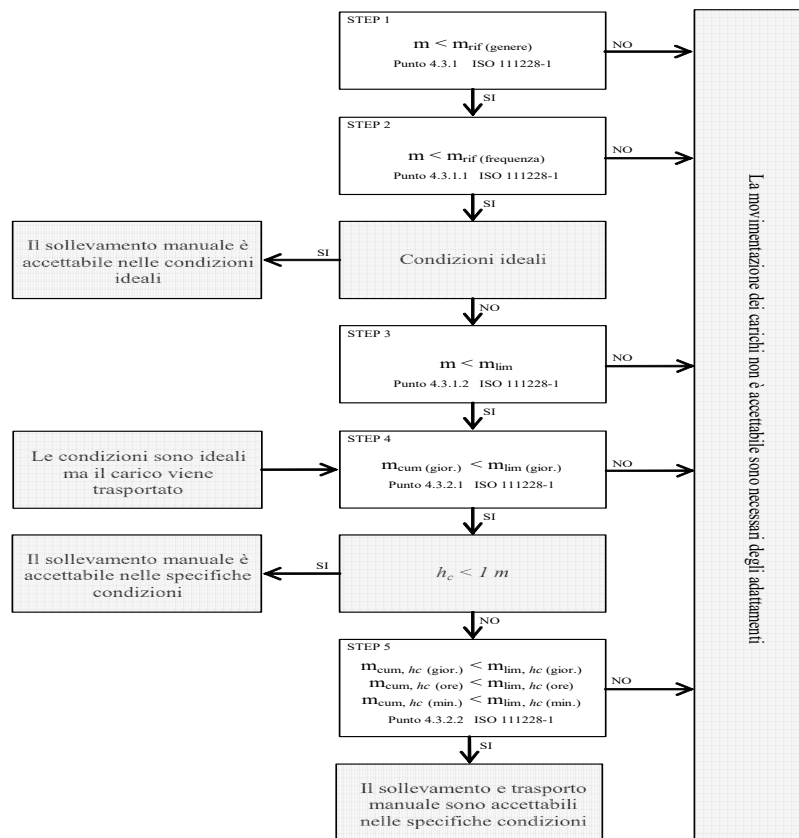 STEP 1
m < mrif (genere)
Punto 4.3.1 ISO 111228-1
NO
SI
STEP 2
m < mrif (frequenza)
Punto 4.3.1.1 ISO 111228-1
NO
SI
Il sollevamento manuale è
accettabile nelle condizioni
ideali
SI
Condizioni ideali
NO
STEP 3
m < mlim
Punto 4.3.1.2 ISO 111228-1
NO
SI
Le condizioni sono ideali
ma il carico viene
trasportato
STEP 4
mcum (gior.) < mlim (gior.)
Punto 4.3.2.1 ISO 111228-1
NO
SI
Il sollevamento manuale è
accettabile nelle specifiche
condizioni
SI
hc < 1 m
NO
STEP 5
mcum, hc (gior.) < mlim, hc (gior.)
mcum, hc (ore) < mlim, hc (ore)
mcum, hc (min.) < mlim, hc (min.)
Punto 4.3.2.2 ISO 111228-1
NO
SI
Il sollevamento e trasporto
manuale sono accettabili
nelle specifiche condizioni
La movimentazione dei carichi non è accettabile sono necessari degli adattamenti